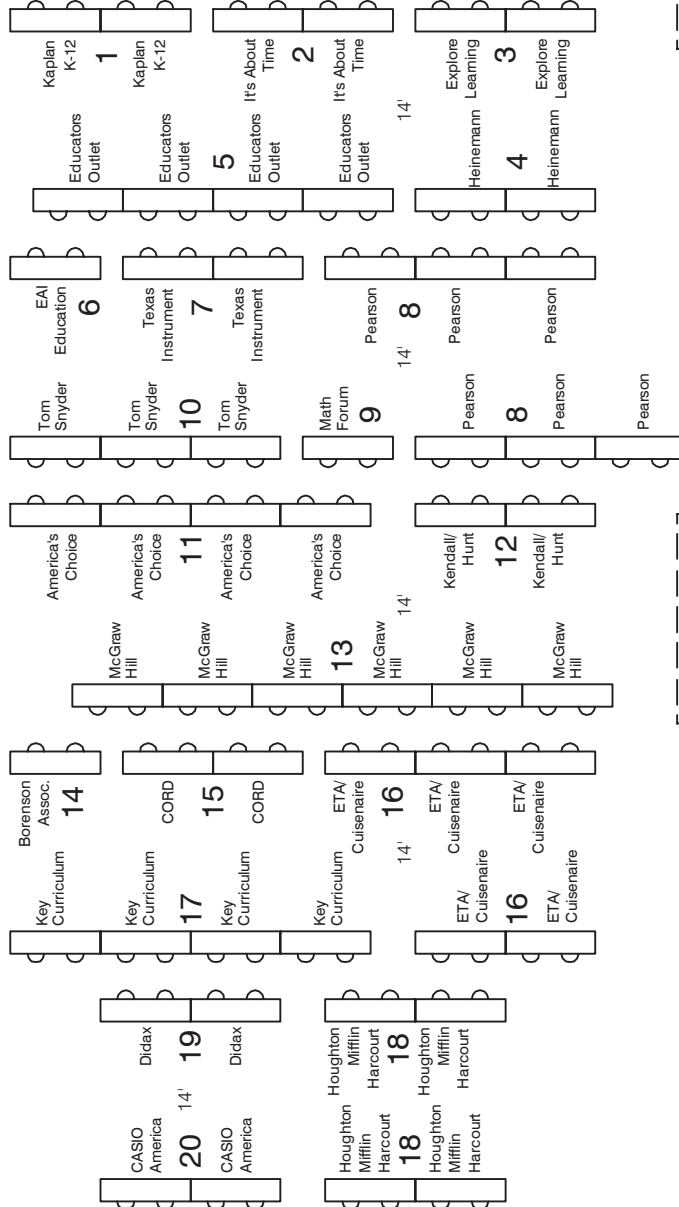 Kaplan
K-12
1
Kaplan
K-12
It's About
Time
2
It's About
Time
Explore
Learning
3
Explore
Learning
Educators
Outlet
Educators
Outlet
5
Educators
Outlet
Educators
Outlet
14'
Heinemann
4
Heinemann
EAI
Education
6
Texas
Instrument
7
Texas
Instrument
Pearson
8
Pearson
Pearson
14'
Tom
Snyder
10
Tom
Snyder
Math
Forum
9
Pearson
8
Pearson
Pearson
America's
Choice
America's
Choice
11
America's
Choice
America's
Choice
Kendall/
Hunt
12
Kendall/
Hunt
14'
McGraw
Hill
McGraw
Hill
McGraw
Hill
13
McGraw
Hill
McGraw
Hill
McGraw
Hill
Borenson
Assoc.
14
CORD
15
CORD
ETA/
Cuisenaire
16
ETA/
Cuisenaire
ETA/
Cuisenaire
14'
Key
Curriculum
Key
Curriculum
17
Key
Curriculum
Key
Curriculum
ETA/
Cuisenaire
16
ETA/
Cuisenaire
Didax
19
Didax
Houghton
Mifflin
Harcourt
18
Houghton
Mifflin
Harcourt
14'
CASIO
America
20
CASIO
America
Houghton
Mifflin
Harcourt
18
Houghton
Mifflin
Harcourt